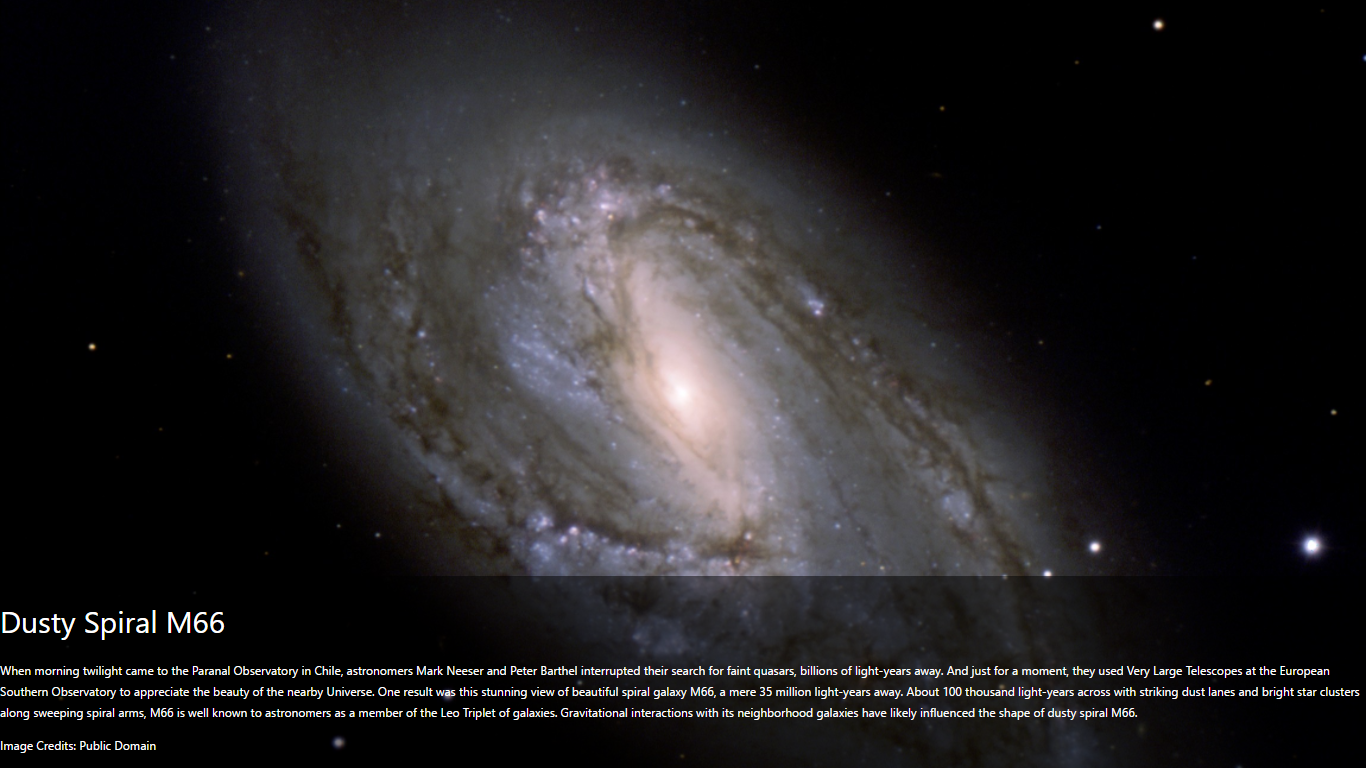 Dusty Spiral M66
When morning twilight came to the Paranal Observatory in Chile, astronomers Mark Neeser and Peter Barthel interrupted their search for faint quasars, billions of light-years away. And just for a moment, they used Very Large Telescopes at the European
Southern Observatory to appreciate the beauty of the nearby Universe. One result was this stunning view of beautiful spiral galaxy M66, a mere 35 million light-years away. About 100 thousand light-years across with striking dust lanes and bright star clusters
along sweeping spiral arms, M66 is well known to astronomers as a member of the Leo Triplet of galaxies. Gravitational interactions with its neighborhood galaxies have likely influenced the shape of dusty spiral M66.
Image Credits: Public Domain